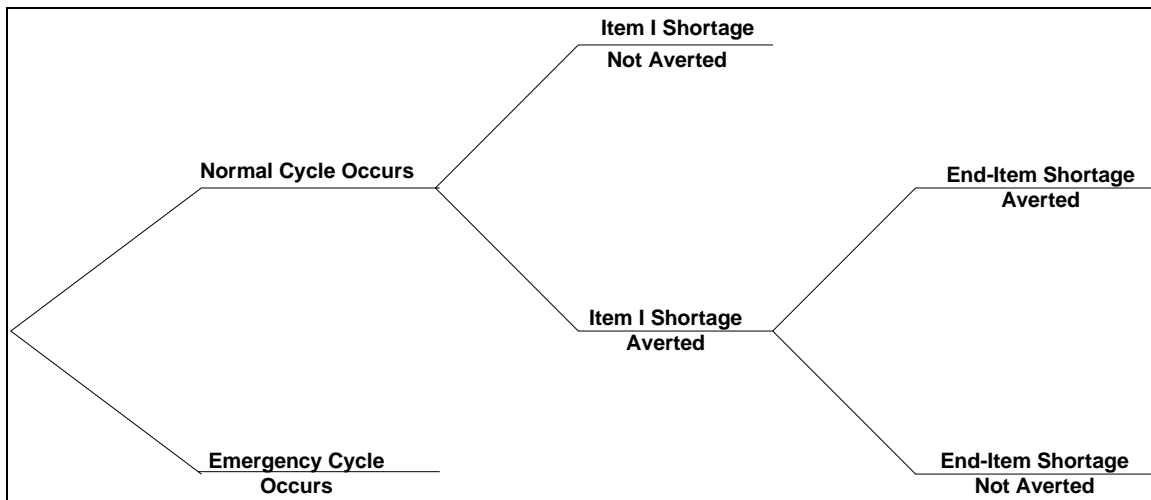 Item I Shortage
Not Averted
Normal Cycle Occurs
End-Item Shortage
Averted
Item I Shortage
Averted
Emergency Cycle
Occurs
End-Item Shortage
Not Averted